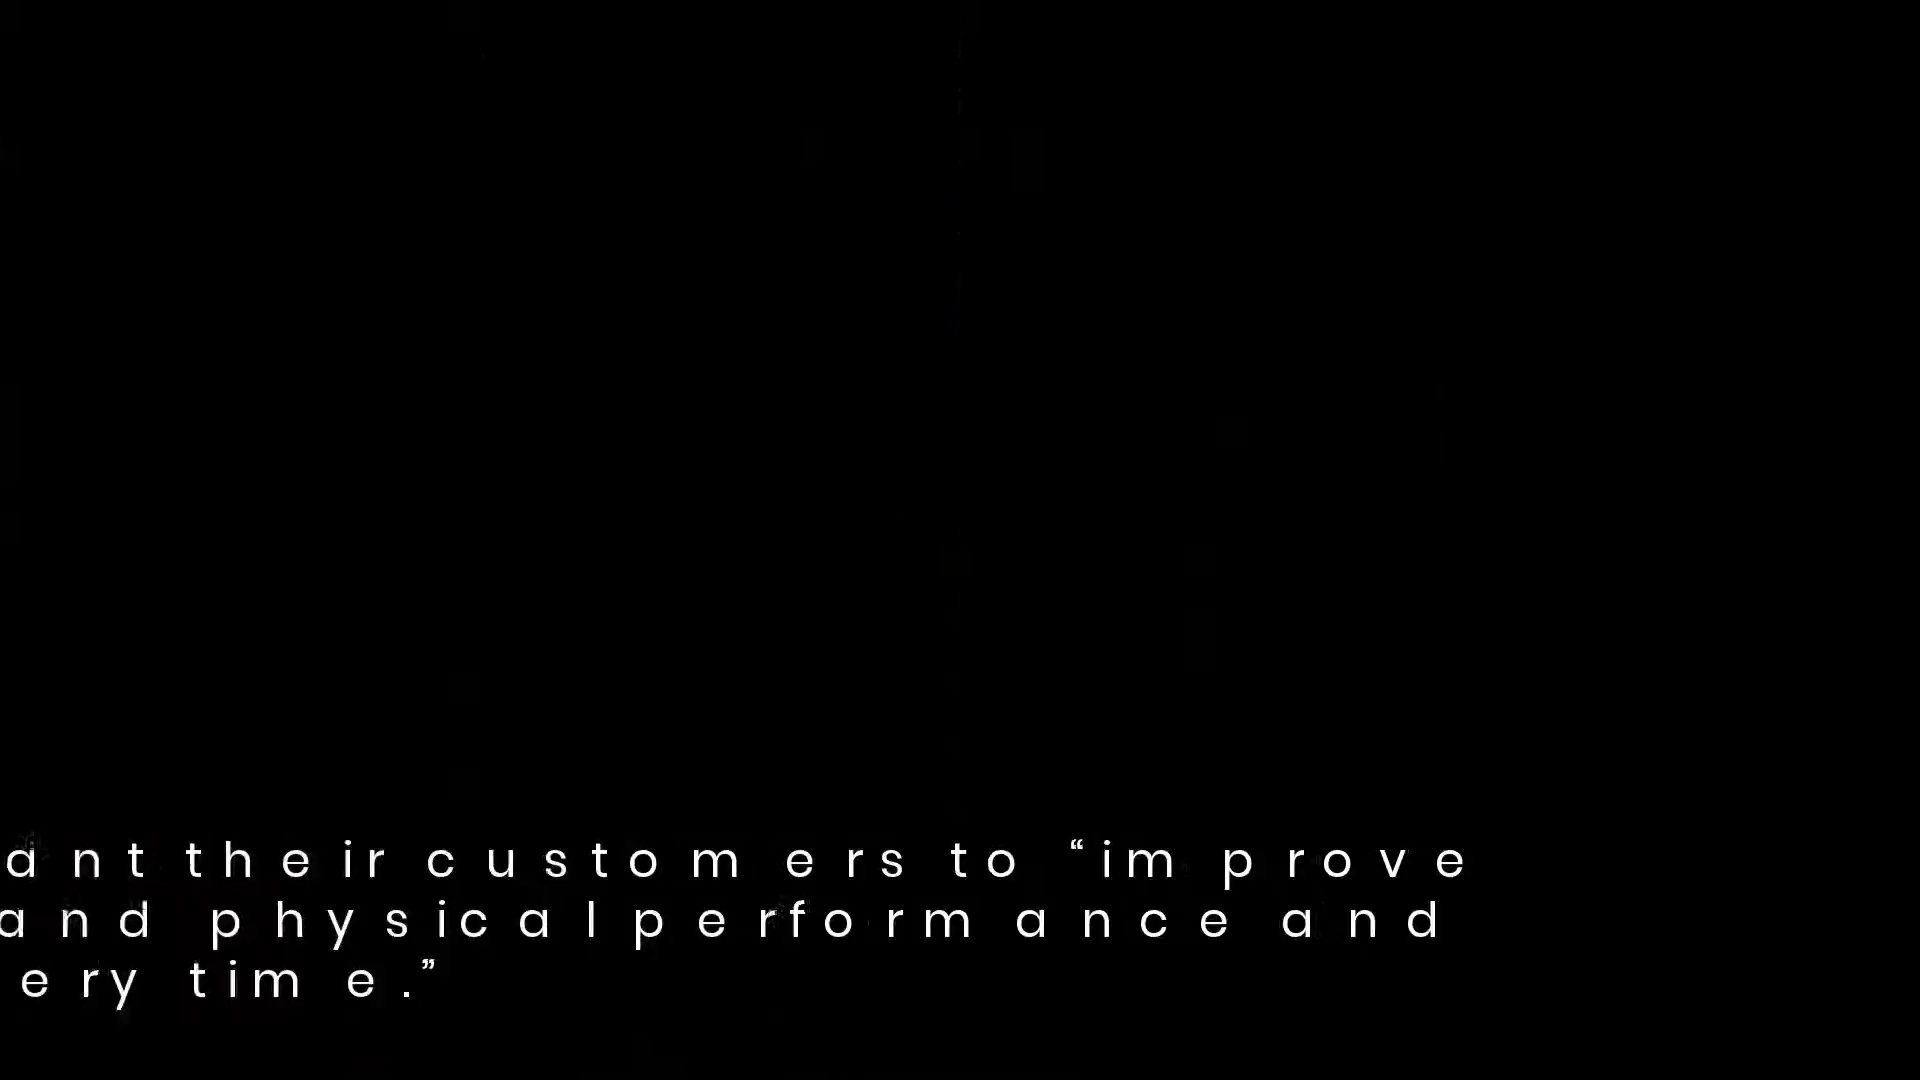 ant their customers to “improve
and physical performance and
ery time.”